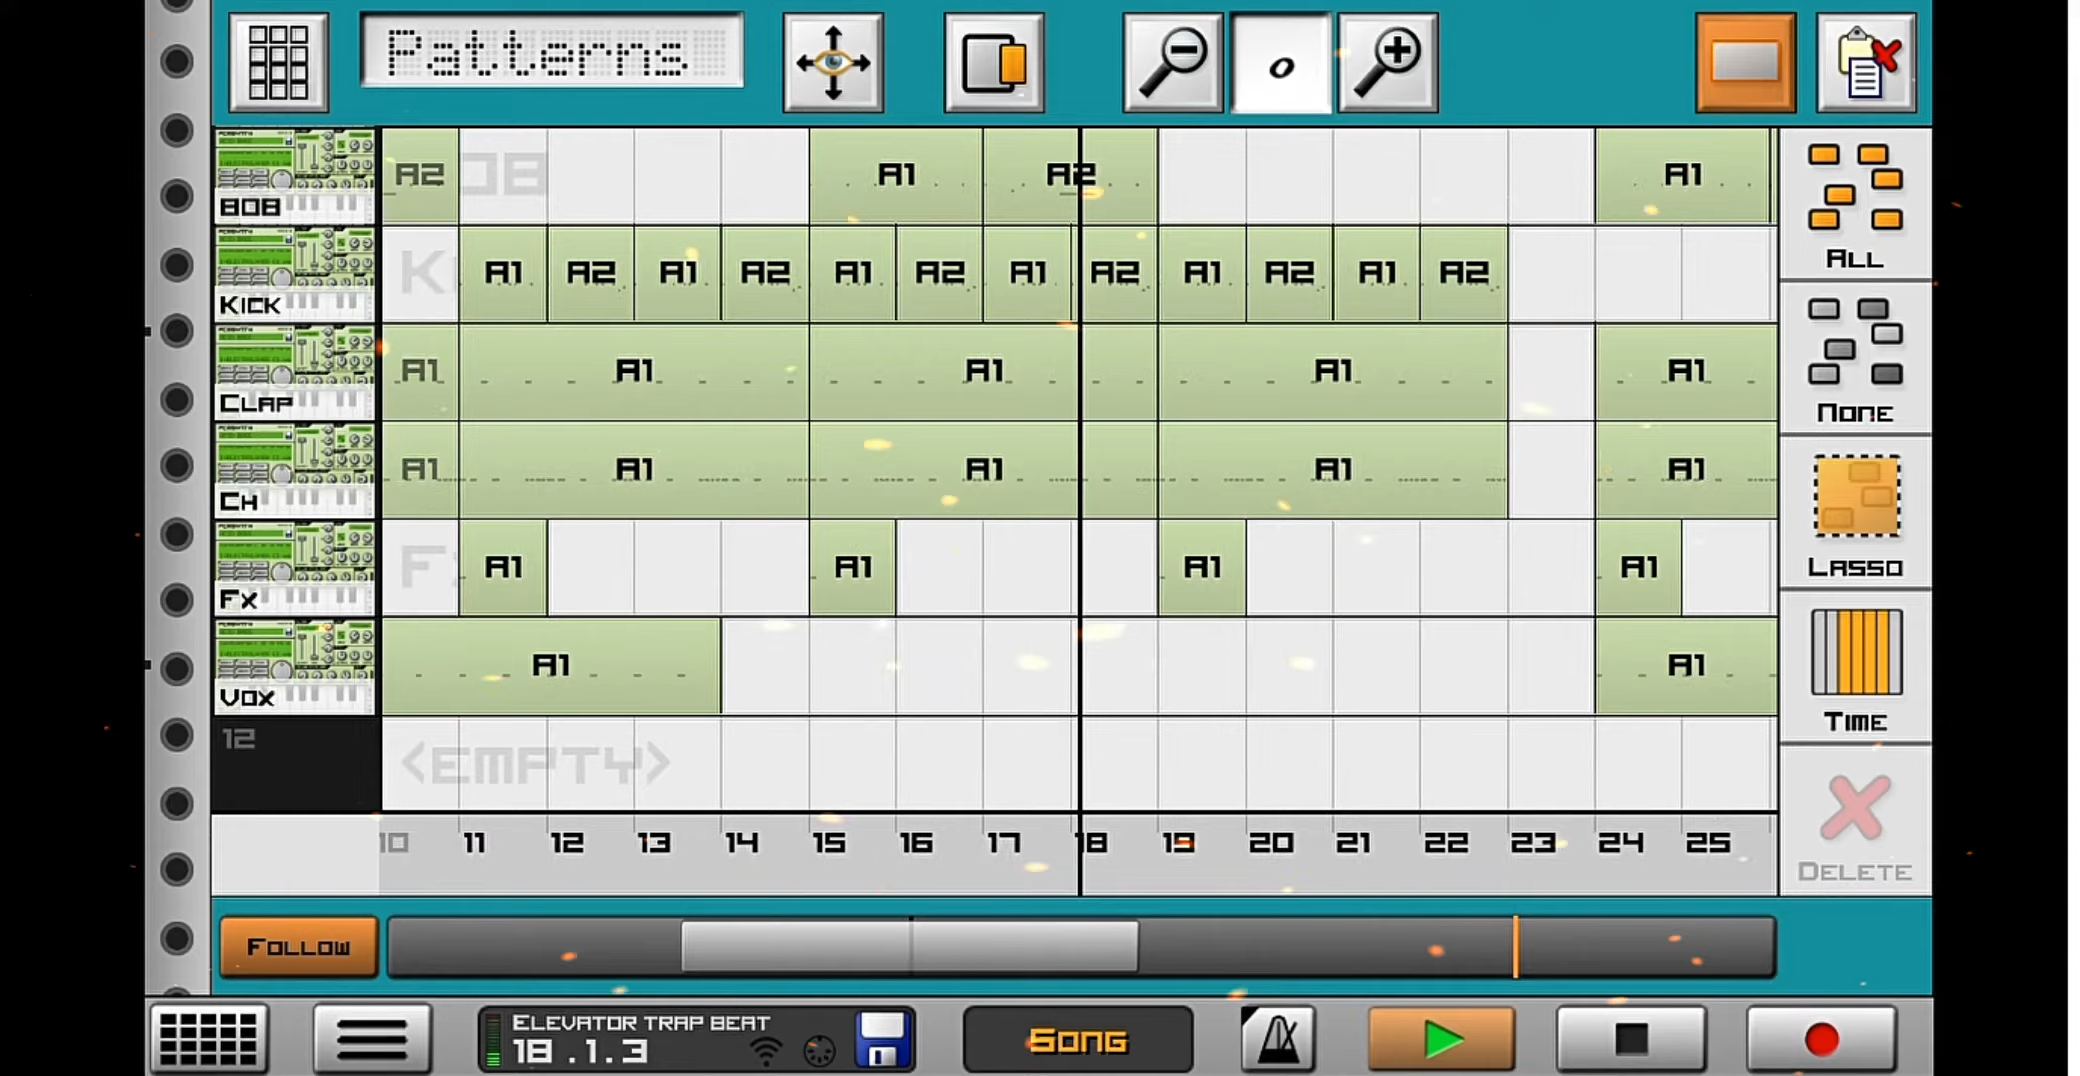 Patterns
o
808
A2
A1
A2
A1
Kick
A1 A2 A1 A2 A1 A2 A1 A2 A1 A2 A1 A2
Clap
A1 A1 A1 A1 A1
Ch
A1 A1 A1 A1 A1
Fx
A1 A1 A1 A1
Vox
A1 A1
12
<EMPTY>
10 11 12 13 14 15 16 17 18 19 20 21 22 23 24 25
All
None
Lasso
Time
Delete
Follow
Elevator trap beat
18 .1.3
Song